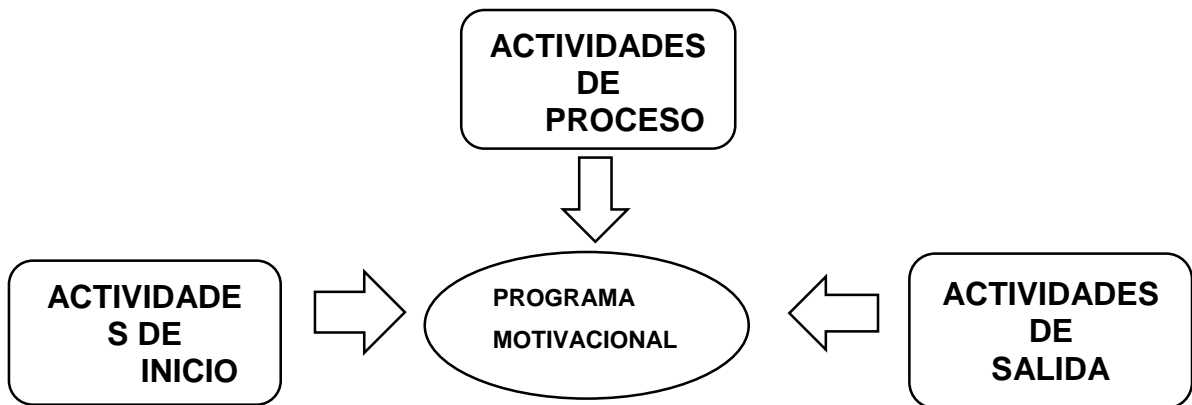 ACTIVIDADES
DE
PROCESO
ACTIVIDADE
S DE
INICIO
PROGRAMA
MOTIVACIONAL
ACTIVIDADES
DE
SALIDA